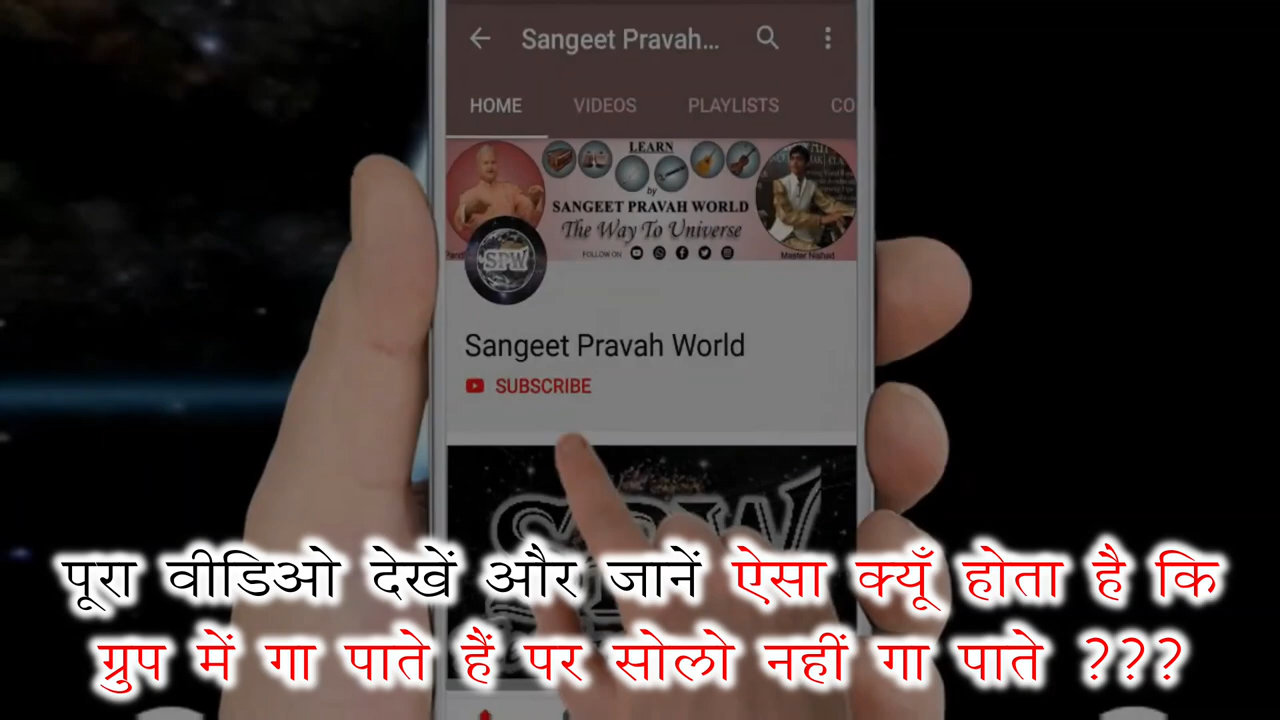 Sangeet Pravah...
HOME VIDEOS PLAYLISTS CO
LEARN
by
SANGEET PRAVAH WORLD
The Way To Universe
FOLLOW ON
Master Nishad
SPW
Sangeet Pravah World
SUBSCRIBE
SPW
पूरा वीडिओ देखें और जानें ऐसा क्यूँ होता है कि
ग्रुप में गा पाते हैं पर सोलो नहीं गा पाते ???